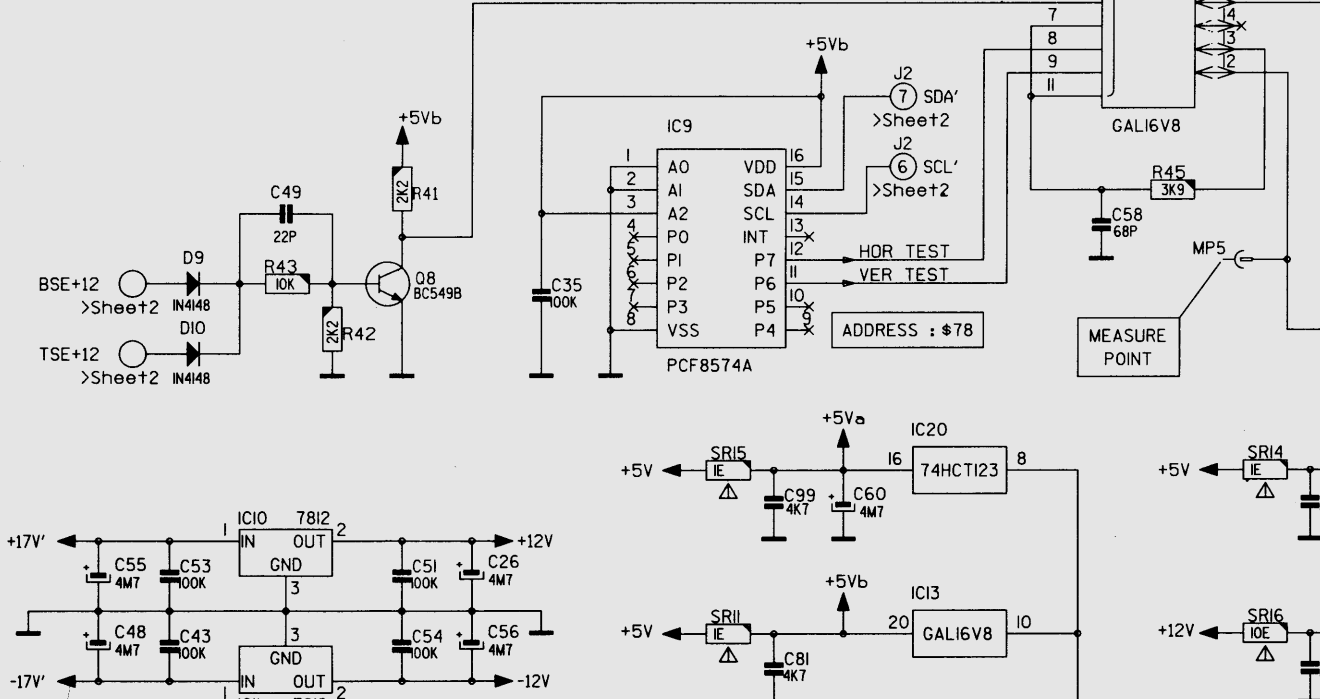 7
8
9
11
14
3
2
GAL16V8
+5Vb
J2
7 SDA'
>Sheet2
J2
6 SCL'
>Sheet2
IC9
1 A0 VDD 16
2 A1 SDA 15
3 A2 SCL 14
4 P0 INT 13
5 P1 P7 12 HOR TEST
6 P2 P6 11 VER TEST
7 P3 P5 10
8 VSS P4 9
PCF8574A
ADDRESS : $78
R45
3K9
C58
68P
MP5
MEASURE
POINT
+5Vb
2K2 R41
C49
22P
D9
BSE+12
>Sheet2
1N4148
R43
10K
Q8
BC549B
D10
TSE+12
>Sheet2
1N4148
2K2 R42
C35
100K
+5Va
IC20
+5V
SR15
1E
16 74HCT123 8
C99
4K7
+ C60
4M7
+5V
SR14
1E
IC10 7812
+17V'
1 IN OUT 2
+12V
GND
3
+ C55
4M7
C53
100K
C51
100K
+ C26
4M7
3
+ C48
4M7
C43
100K
C54
100K
+ C56
4M7
GND
-17V'
IN OUT
-12V
1
2
+5Vb
IC13
+5V
SR11
1E
20 GAL16V8 10
C81
4K7
+12V
SR16
10E